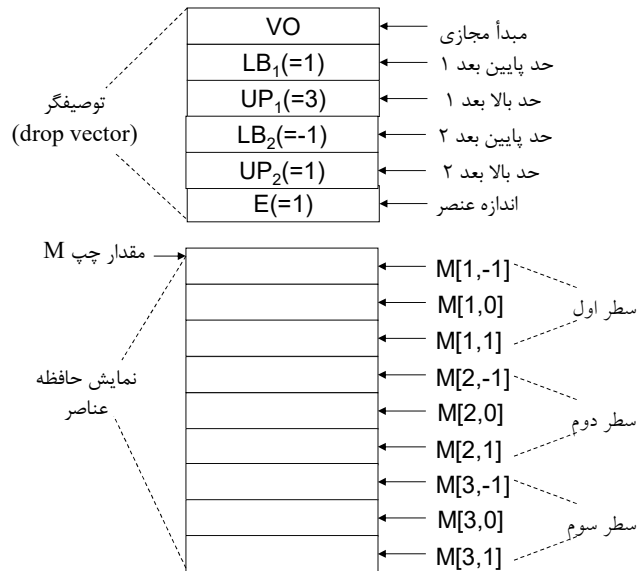 VO
مبدأ مجازی
LB₁(=1)
حد پایین بعد ۱
UP₁(=3)
حد بالا بعد ۱
LB₂(=-1)
حد پایین بعد ۲
UP₂(=1)
حد بالا بعد ۲
E(=1)
اندازه عنصر
توصیفگر
(drop vector)
مقدار چپ M
نمایش حافظه
عناصر
M[1,-1]
M[1,0]
M[1,1]
سطر اول
M[2,-1]
M[2,0]
M[2,1]
سطر دوم
M[3,-1]
M[3,0]
M[3,1]
سطر سوم